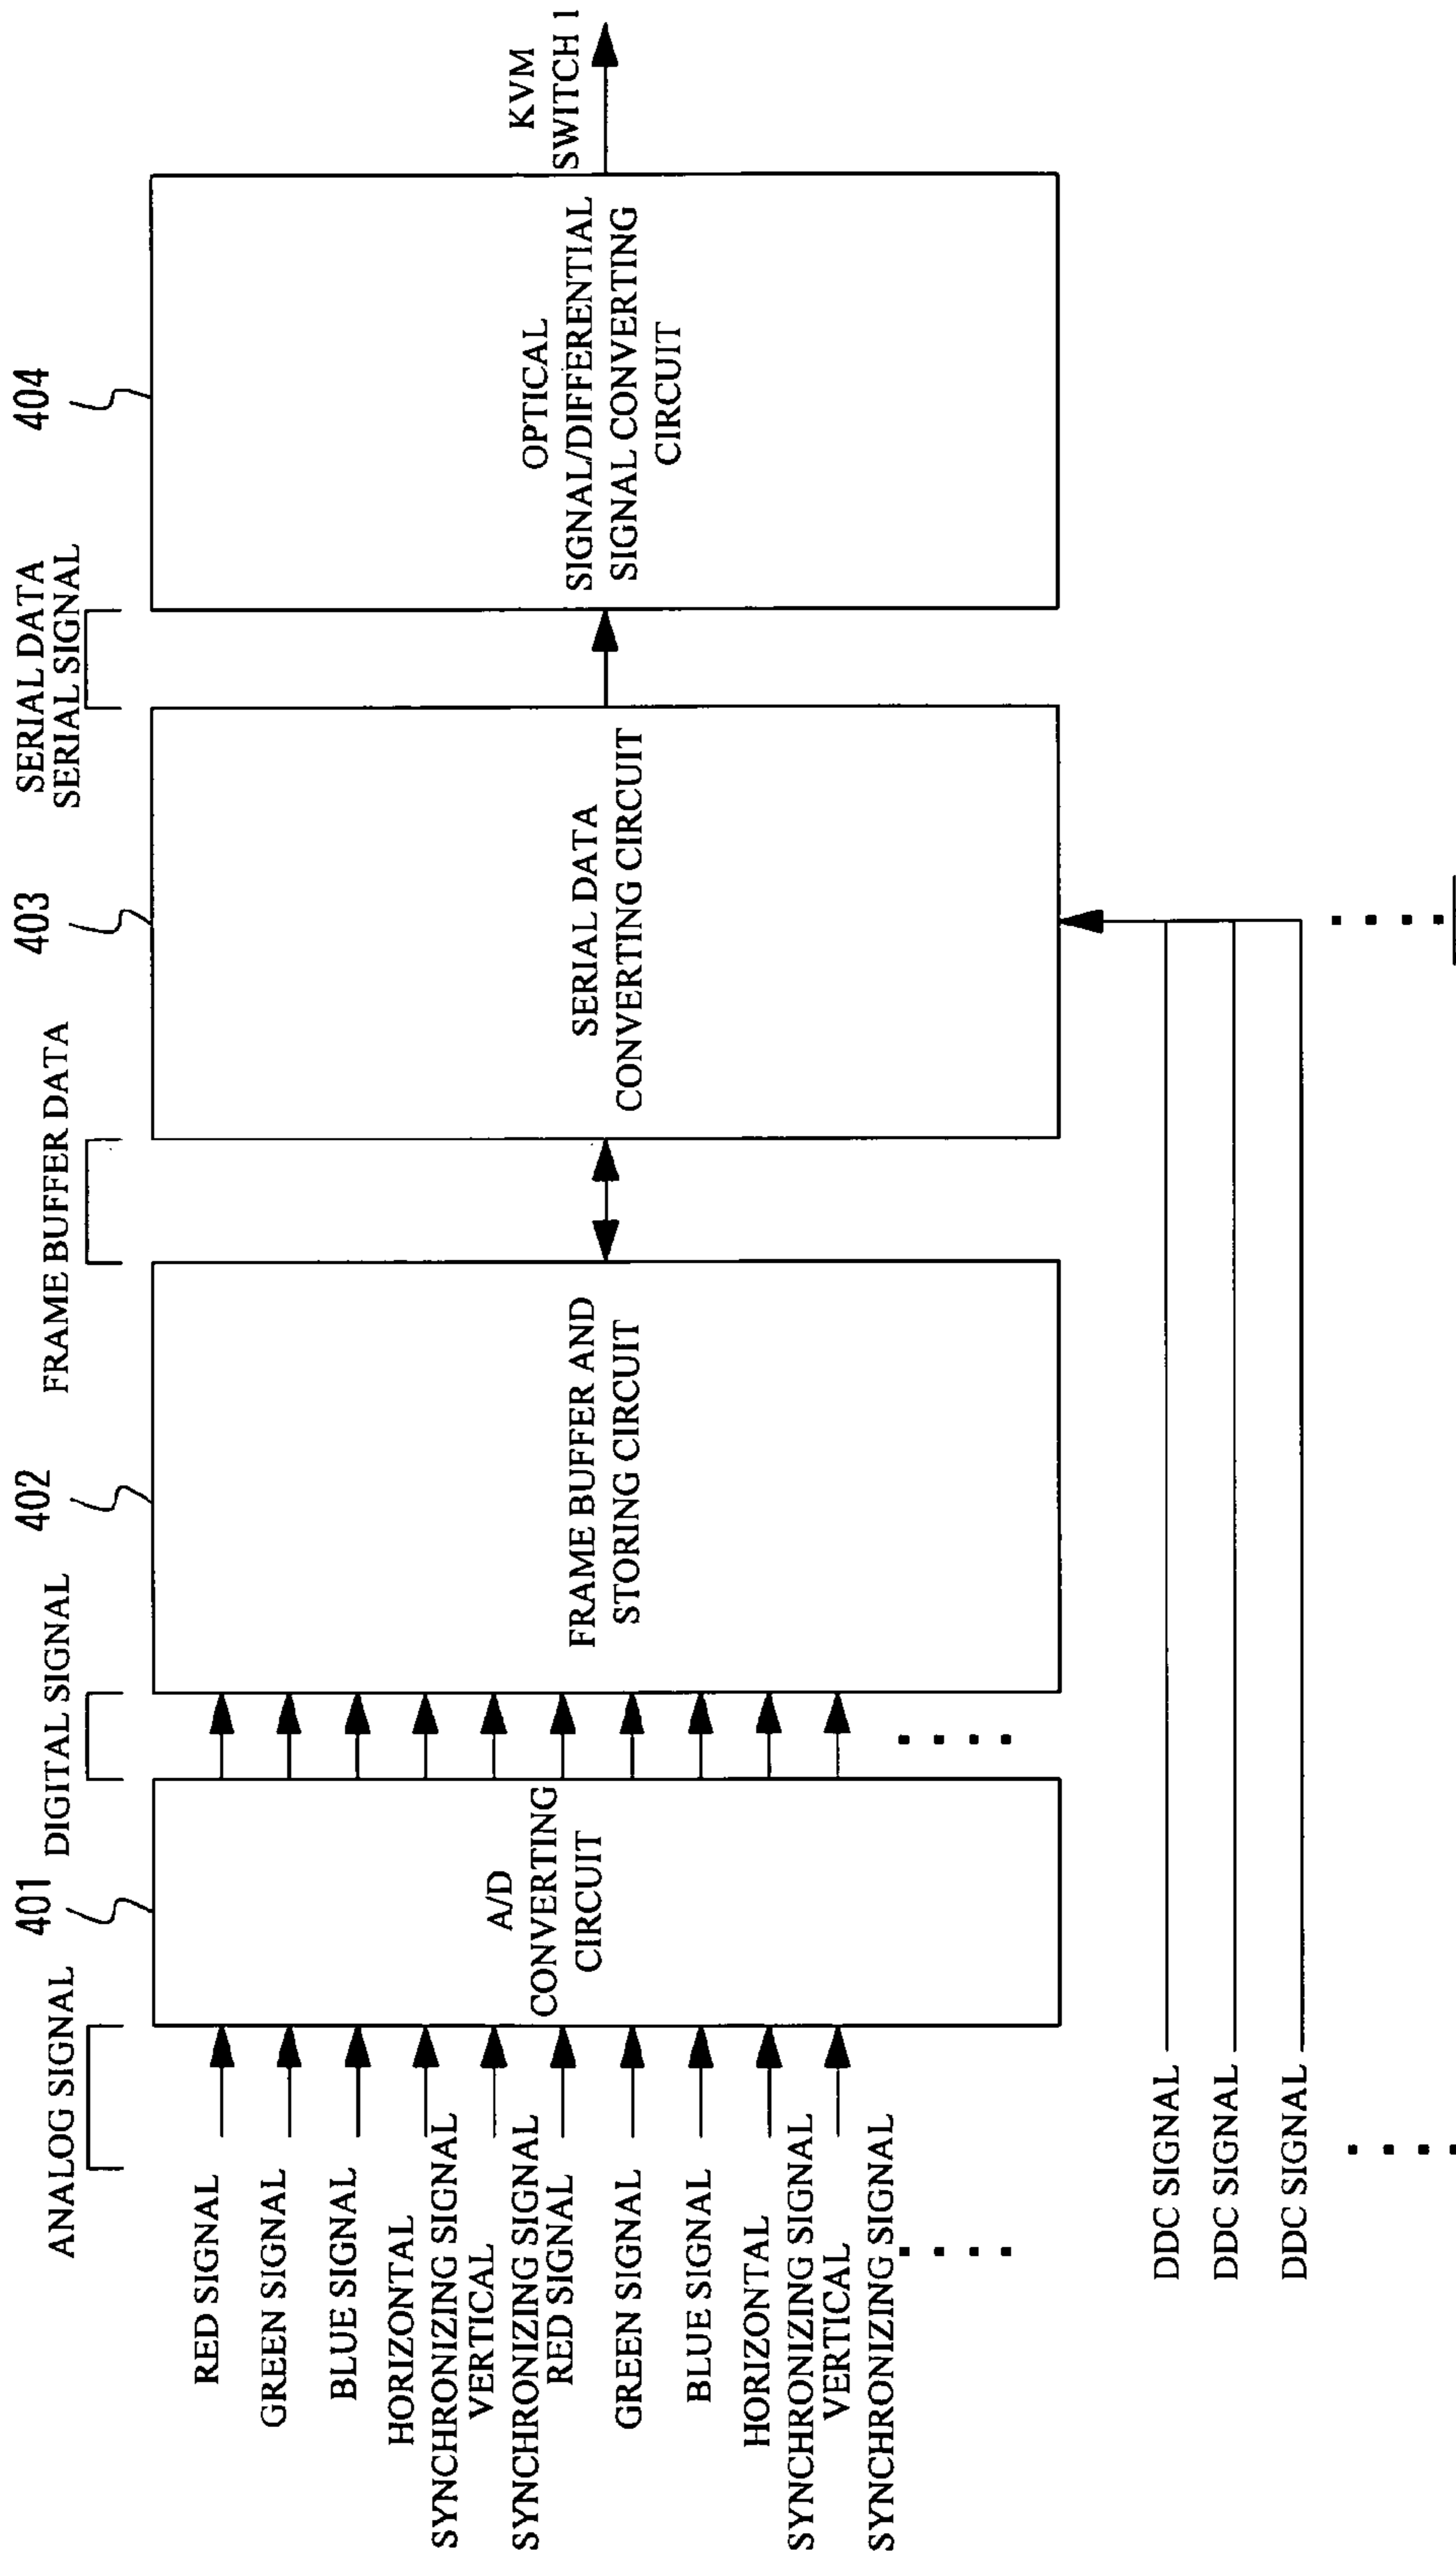 ANALOG SIGNAL
401
DIGITAL SIGNAL
402
FRAME BUFFER DATA
403
SERIAL DATA
SERIAL SIGNAL
404
RED SIGNAL
GREEN SIGNAL
BLUE SIGNAL
HORIZONTAL
SYNCHRONIZING SIGNAL
VERTICAL
SYNCHRONIZING SIGNAL
RED SIGNAL
GREEN SIGNAL
BLUE SIGNAL
HORIZONTAL
SYNCHRONIZING SIGNAL
VERTICAL
SYNCHRONIZING SIGNAL
A/D
CONVERTING
CIRCUIT
FRAME BUFFER AND
STORING CIRCUIT
SERIAL DATA
CONVERTING CIRCUIT
OPTICAL
SIGNAL/DIFFERENTIAL
SIGNAL CONVERTING
CIRCUIT
KVM
SWITCH 1
DDC SIGNAL
DDC SIGNAL
DDC SIGNAL